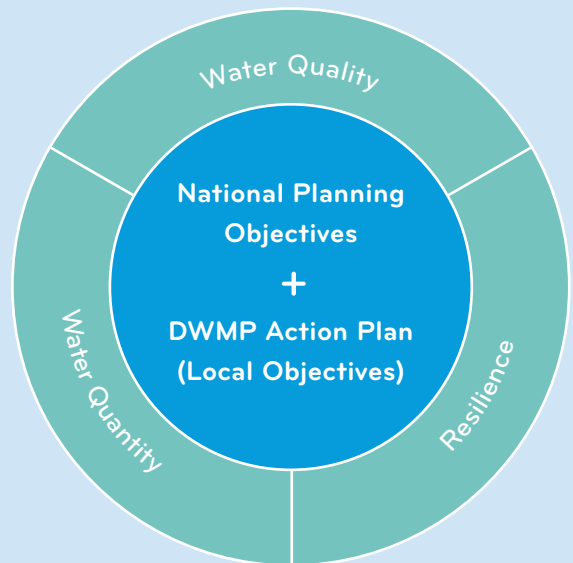 Water Quality
National Planning
Objectives
+
DWMP Action Plan
(Local Objectives)
Water Quantity
Resilience